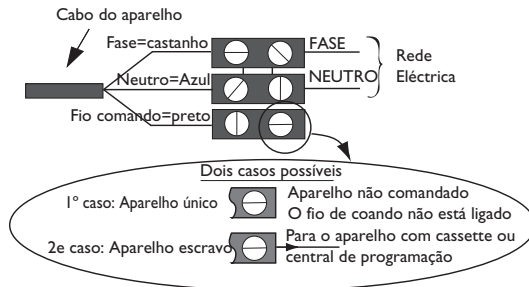 Cabo do aparelho
Fase=castanho
FASE
Neutro=Azul
NEUTRO
Rede
Eléctrica
Fio comando=preto
Dois casos possíveis
1º caso: Aparelho único
Aparelho não comandado
O fio de coando não está ligado
2e caso: Aparelho escravo
Para o aparelho com cassette ou
central de programação